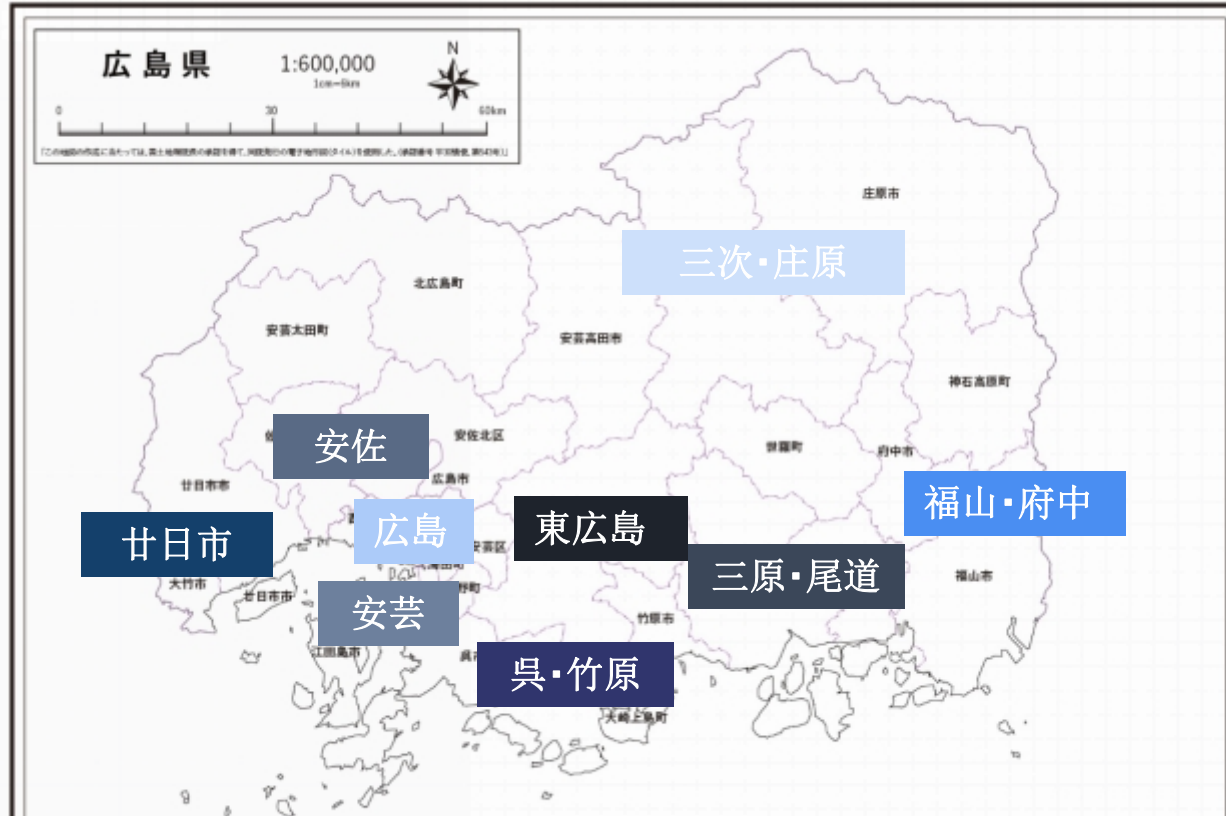 広島県
1:600,000
1cm=6km
N
0 30 60km
庄原市
三次・庄原
北広島町
安芸太田町
安芸高田市
神石高原町
安佐
安佐北区
世羅町
府中市
広島市
廿日市市
福山・府中
廿日市
広島
東広島
安芸区
三原・尾道
福山市
大竹市
廿日市市
安芸
竹原市
江田島市
呉・竹原
大崎上島町